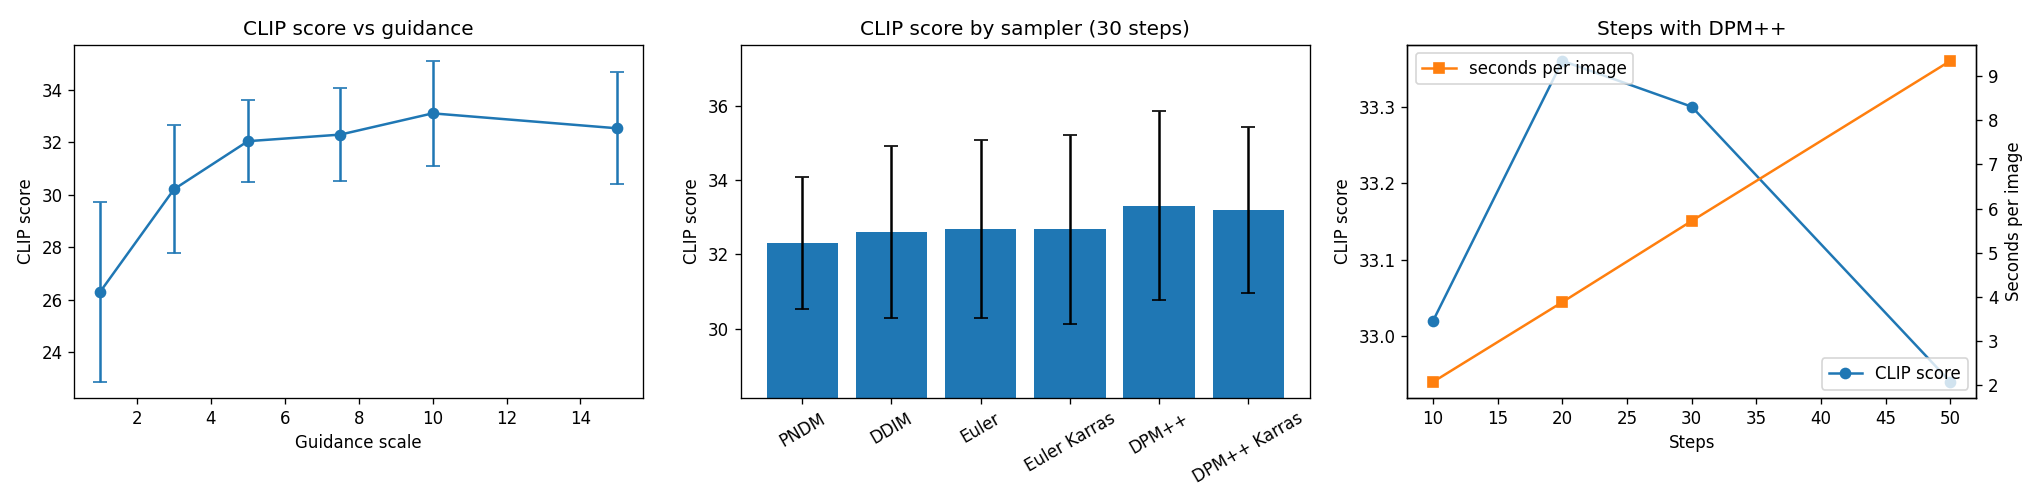 CLIP score vs guidance
CLIP score
34
32
30
28
26
24
2
4
6
8
10
12
14
Guidance scale
CLIP score by sampler (30 steps)
CLIP score
36
34
32
30
PNDM
DDIM
Euler
Euler Karras
DPM++
DPM++ Karras
Steps with DPM++
seconds per image
CLIP score
33.3
33.2
33.1
33.0
CLIP score
10
15
20
25
30
35
40
45
50
Steps
9
8
7
6
5
4
3
2
Seconds per image